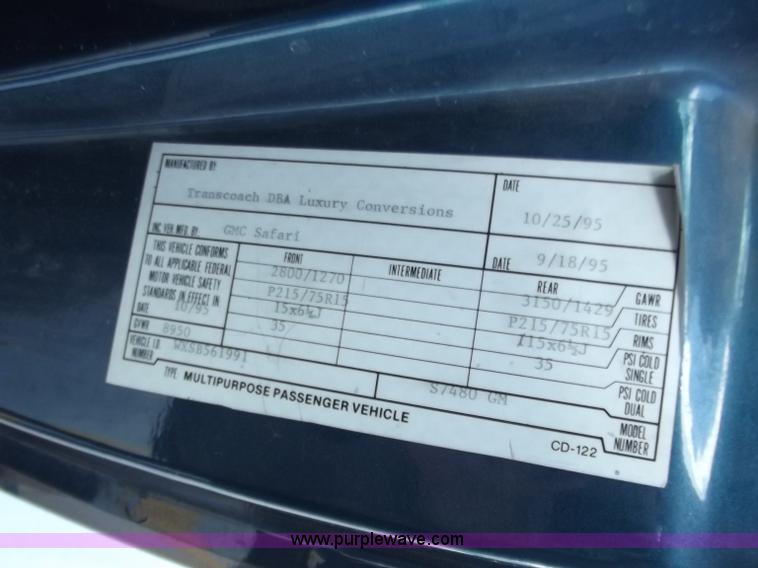 MANUFACTURED BY:
Transcoach DBA Luxury Conversions
DATE
10/25/95
INC. VEH. MFD. BY:
GMC Safari
DATE
9/18/95
THIS VEHICLE CONFORMS
TO ALL APPLICABLE FEDERAL
MOTOR VEHICLE SAFETY
STANDARDS IN EFFECT IN
DATE 10/95
FRONT
INTERMEDIATE
REAR
2800/1270
3150/1429
GAWR
P215/75R15
P215/75R15
TIRES
15x6½J
15x6½J
RIMS
35
35
PSI COLD
SINGLE
PSI COLD
DUAL
GVWR 8950
VEHICLE I.D.
NUMBER
WXSB561991
S7480 GM
MODEL
NUMBER
TYPE MULTIPURPOSE PASSENGER VEHICLE
CD-122
www.purplewave.com